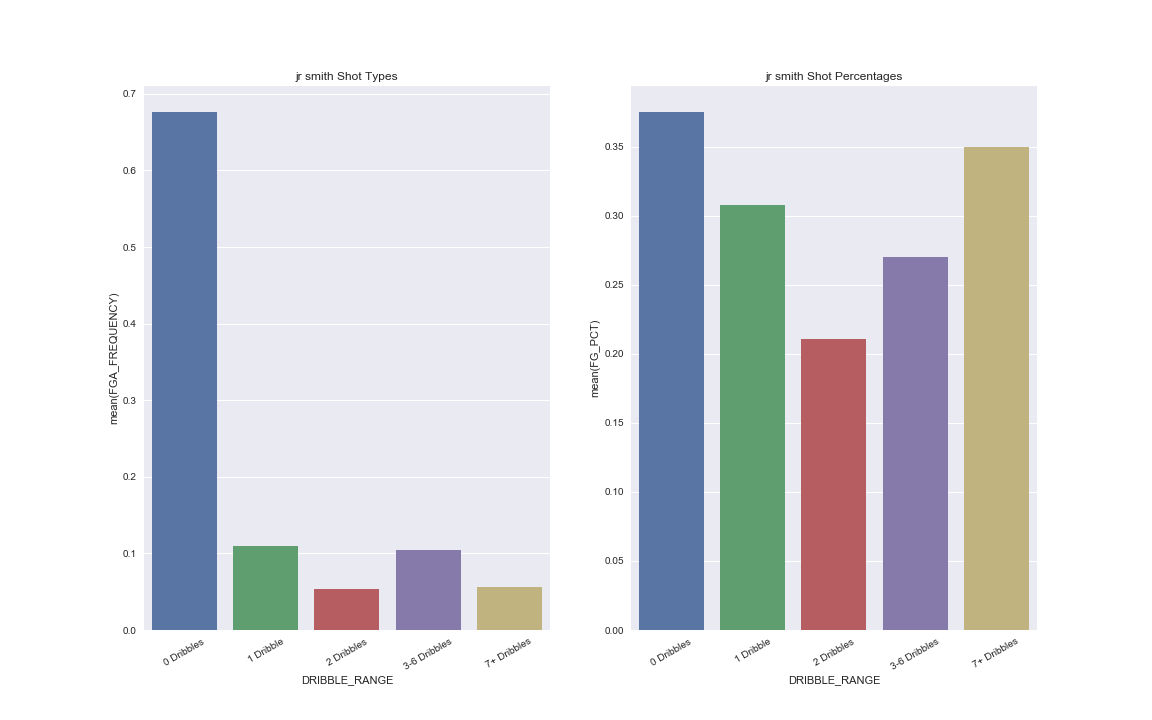 jr smith Shot Types
mean(FGA_FREQUENCY)
0.7
0.6
0.5
0.4
0.3
0.2
0.1
0.0
0 Dribbles
1 Dribble
2 Dribbles
3-6 Dribbles
7+ Dribbles
DRIBBLE_RANGE
jr smith Shot Percentages
mean(FG_PCT)
0.35
0.30
0.25
0.20
0.15
0.10
0.05
0.00
0 Dribbles
1 Dribble
2 Dribbles
3-6 Dribbles
7+ Dribbles
DRIBBLE_RANGE